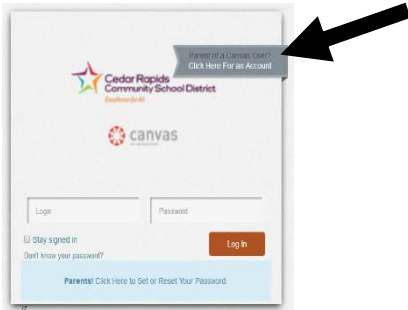 Parent of a Canvas User?
Click Here For an Account
Cedar Rapids
Community School District
Excellence for All
canvas
Login
Password
Stay signed in
Log In
Don't know your password?
Parents! Click Here to Set or Reset Your Password.